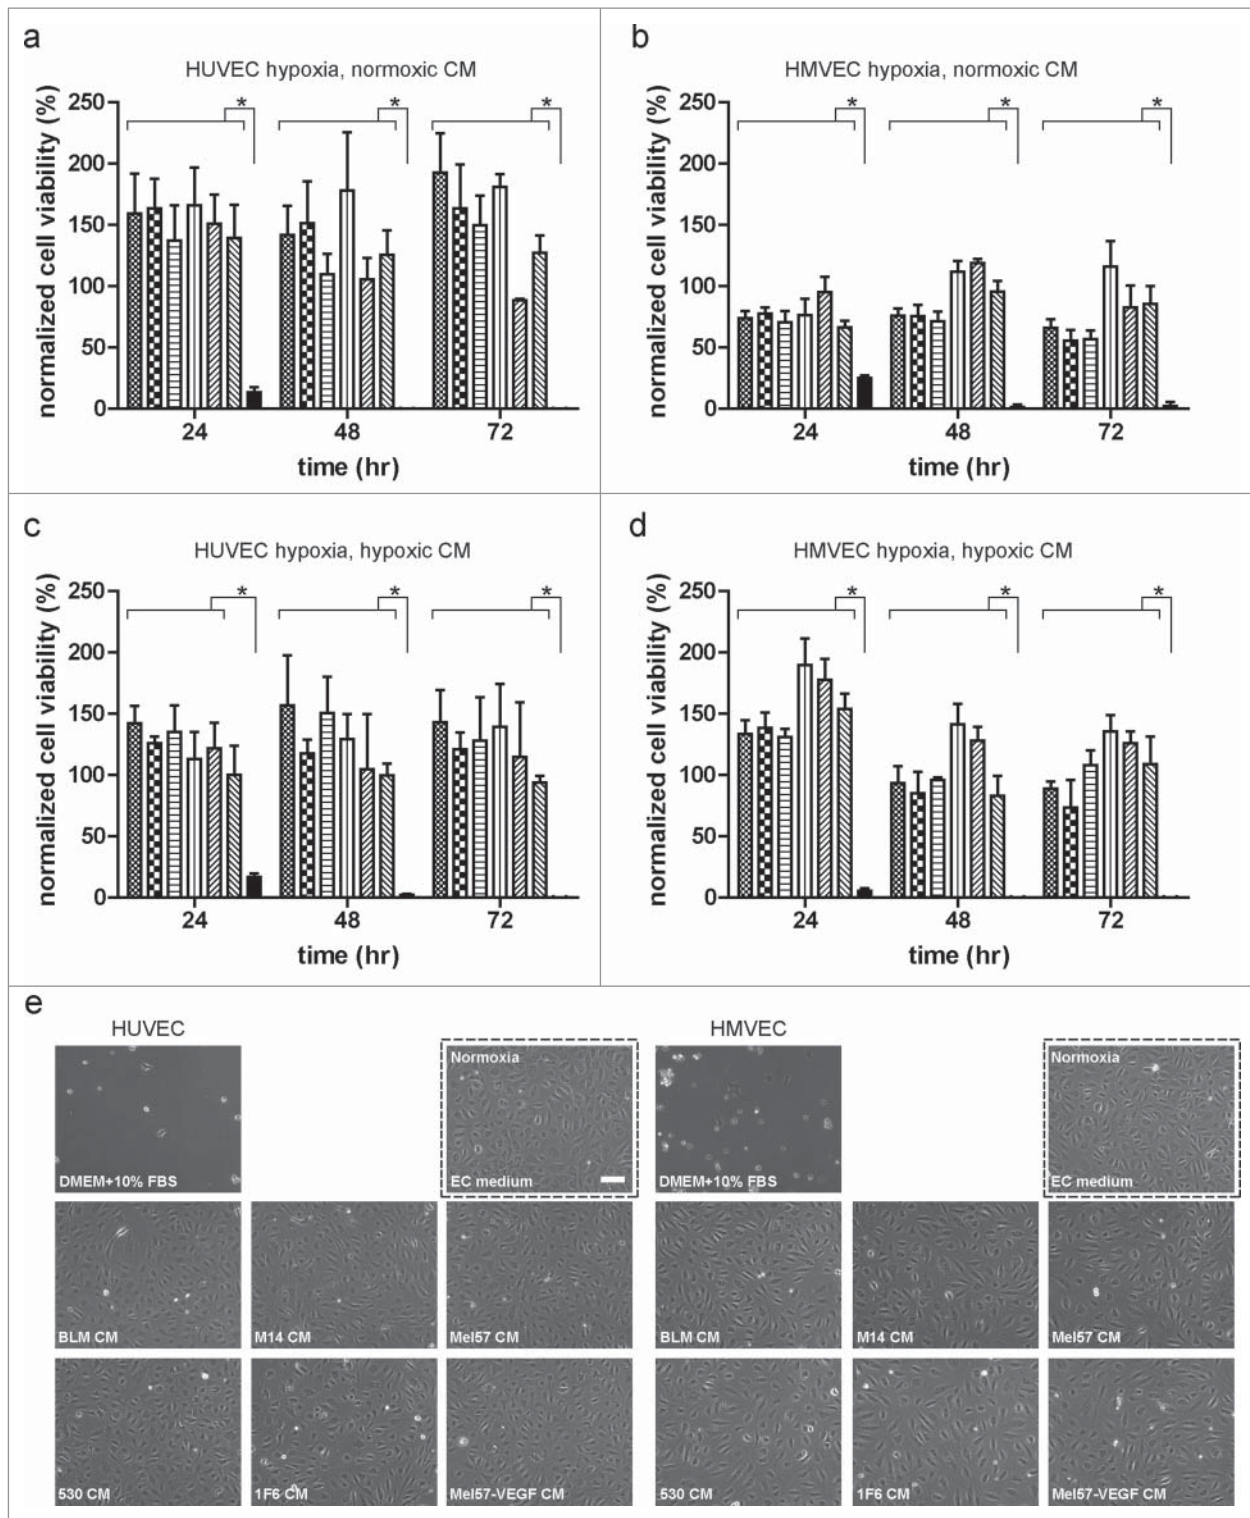 a
HUVEC hypoxia, normoxic CM
normalized cell viability (%)
250
200
150
100
50
0
* * *
24 48 72
time (hr)
b
HMVEC hypoxia, normoxic CM
normalized cell viability (%)
250
200
150
100
50
0
* * *
24 48 72
time (hr)
c
HUVEC hypoxia, hypoxic CM
normalized cell viability (%)
250
200
150
100
50
0
* * *
24 48 72
time (hr)
d
HMVEC hypoxia, hypoxic CM
normalized cell viability (%)
250
200
150
100
50
0
* * *
24 48 72
time (hr)
e
HUVEC
Normoxia
DMEM+10% FBS
EC medium
BLM CM
M14 CM
Mel57 CM
530 CM
1F6 CM
Mel57-VEGF CM
HMVEC
Normoxia
DMEM+10% FBS
EC medium
BLM CM
M14 CM
Mel57 CM
530 CM
1F6 CM
Mel57-VEGF CM